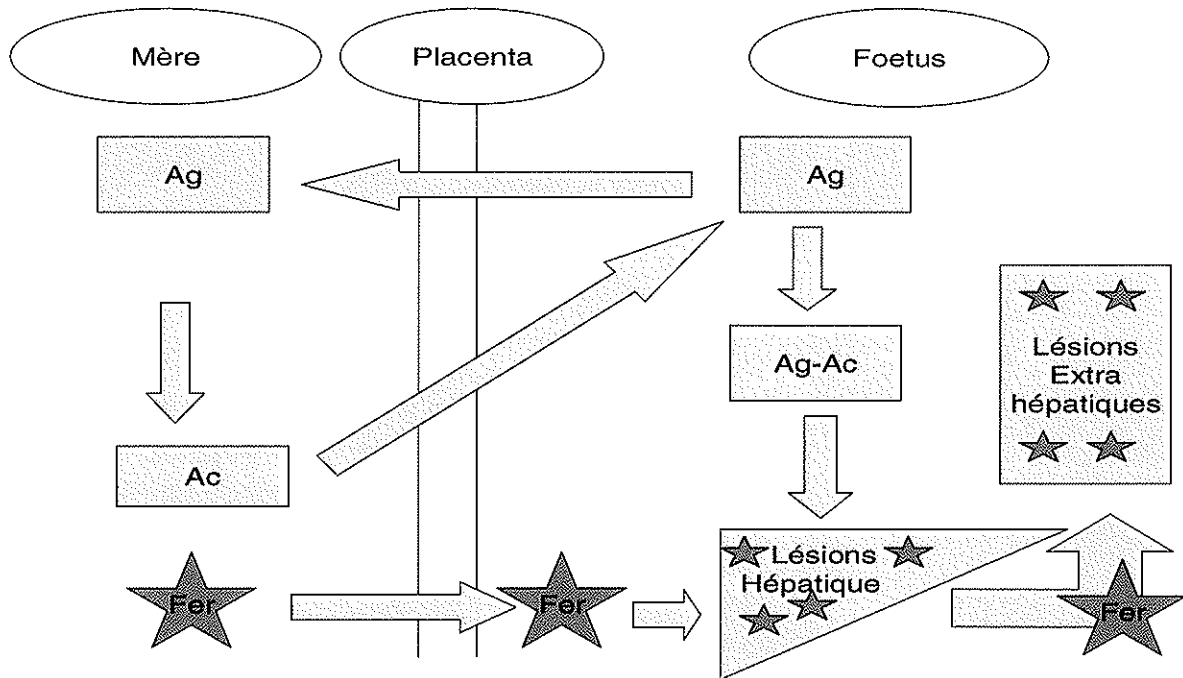 Mère
Placenta
Foetus
Ag
Ag
Ag-Ac
Lésions
Extra
hépatiques
Ac
Lésions
Hépatique
Fer
Fer
Fer